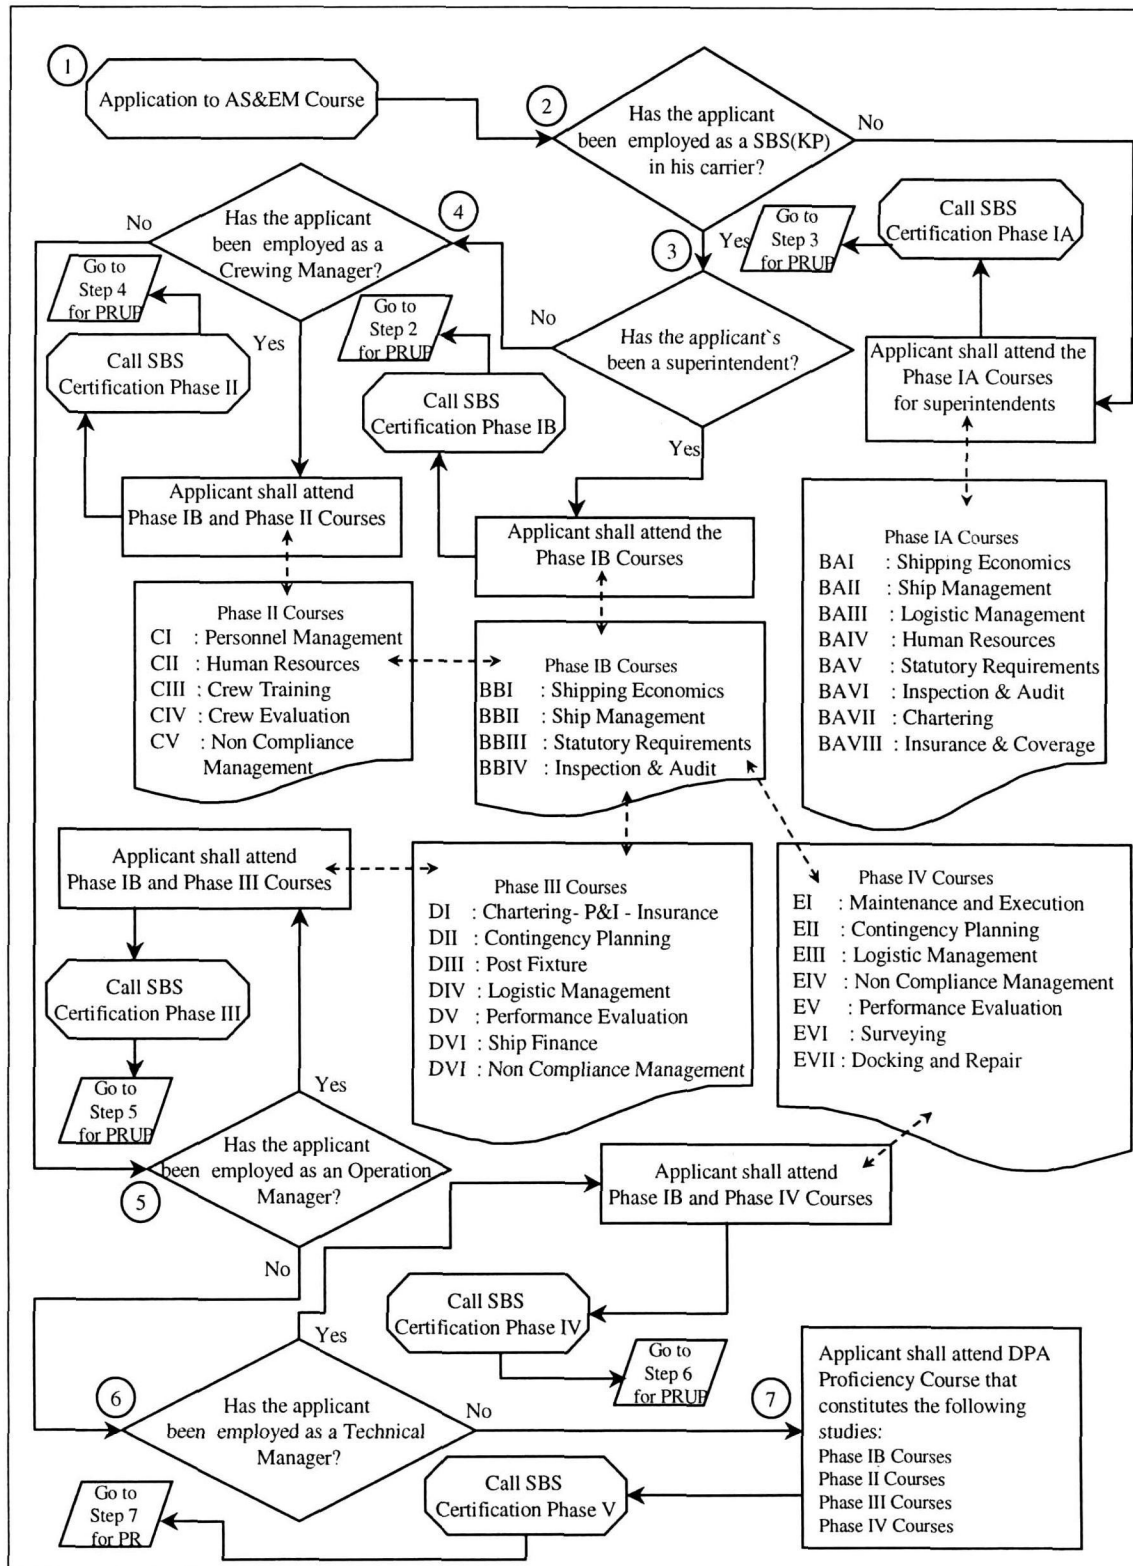 1
Application to AS&EM Course
2
Has the applicant
been employed as a SBS(KP)
in his carrier?
No
Yes
3
Has the applicant`s
been a superintendent?
No
Yes
4
Has the applicant
been employed as a
Crewing Manager?
No
Yes
Go to
Step 3
for PRUP
Call SBS
Certification Phase IA
Applicant shall attend the
Phase IA Courses
for superintendents
Go to
Step 4
for PRUP
Call SBS
Certification Phase II
Applicant shall attend
Phase IB and Phase II Courses
Go to
Step 2
for PRUP
Call SBS
Certification Phase IB
Applicant shall attend the
Phase IB Courses
Phase IA Courses
BAI : Shipping Economics
BAII : Ship Management
BAIII : Logistic Management
BAIV : Human Resources
BAV : Statutory Requirements
BAVI : Inspection & Audit
BAVII : Chartering
BAVIII : Insurance & Coverage
Phase II Courses
CI : Personnel Management
CII : Human Resources
CIII : Crew Training
CIV : Crew Evaluation
CV : Non Compliance
Management
Phase IB Courses
BBI : Shipping Economics
BBII : Ship Management
BBIII : Statutory Requirements
BBIV : Inspection & Audit
Applicant shall attend
Phase IB and Phase III Courses
Call SBS
Certification Phase III
Go to
Step 5
for PRUP
Phase III Courses
DI : Chartering- P&I - Insurance
DII : Contingency Planning
DIII : Post Fixture
DIV : Logistic Management
DV : Performance Evaluation
DVI : Ship Finance
DVI : Non Compliance Management
Phase IV Courses
EI : Maintenance and Execution
EII : Contingency Planning
EIII : Logistic Management
EIV : Non Compliance Management
EV : Performance Evaluation
EVI : Surveying
EVII : Docking and Repair
Yes
Has the applicant
been employed as an Operation
Manager?
5
No
Applicant shall attend
Phase IB and Phase IV Courses
Call SBS
Certification Phase IV
Go to
Step 6
for PRUP
Yes
6
Has the applicant
been employed as a Technical
Manager?
No
7
Applicant shall attend DPA
Proficiency Course that
constitutes the following
studies:
Phase IB Courses
Phase II Courses
Phase III Courses
Phase IV Courses
Call SBS
Certification Phase V
Go to
Step 7
for PR